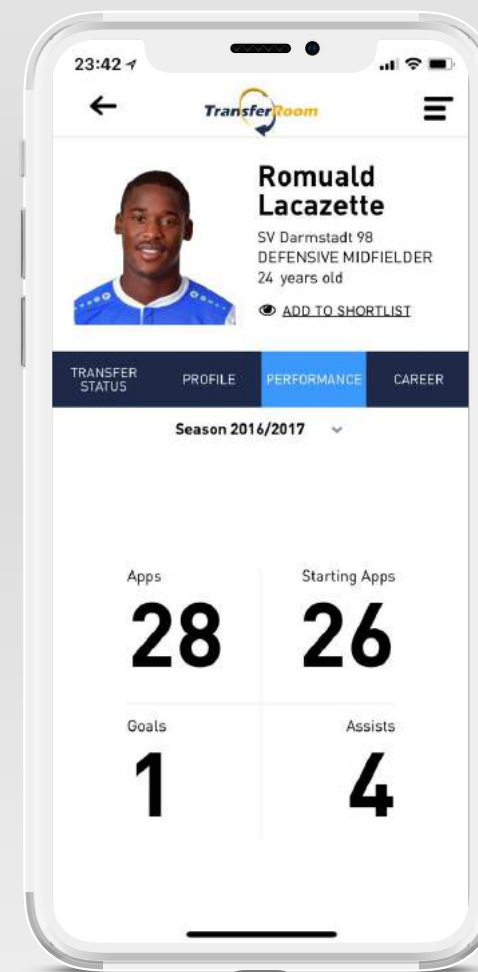 23:42
TransferRoom
Romuald
Lacazette
SV Darmstadt 98
DEFENSIVE MIDFIELDER
24 years old
ADD TO SHORTLIST
TRANSFER
STATUS
PROFILE
PERFORMANCE
CAREER
Season 2016/2017
Apps
Starting Apps
28
26
Goals
Assists
1
4